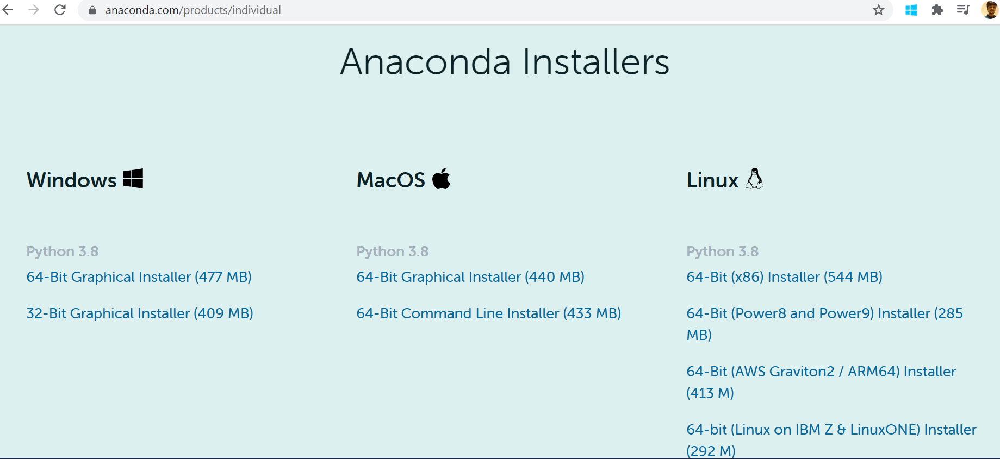 anaconda.com/products/individual
Anaconda Installers
Windows
Python 3.8
64-Bit Graphical Installer (477 MB)
32-Bit Graphical Installer (409 MB)
MacOS
Python 3.8
64-Bit Graphical Installer (440 MB)
64-Bit Command Line Installer (433 MB)
Linux
Python 3.8
64-Bit (x86) Installer (544 MB)
64-Bit (Power8 and Power9) Installer (285
MB)
64-Bit (AWS Graviton2 / ARM64) Installer
(413 M)
64-bit (Linux on IBM Z & LinuxONE) Installer
(292 M)